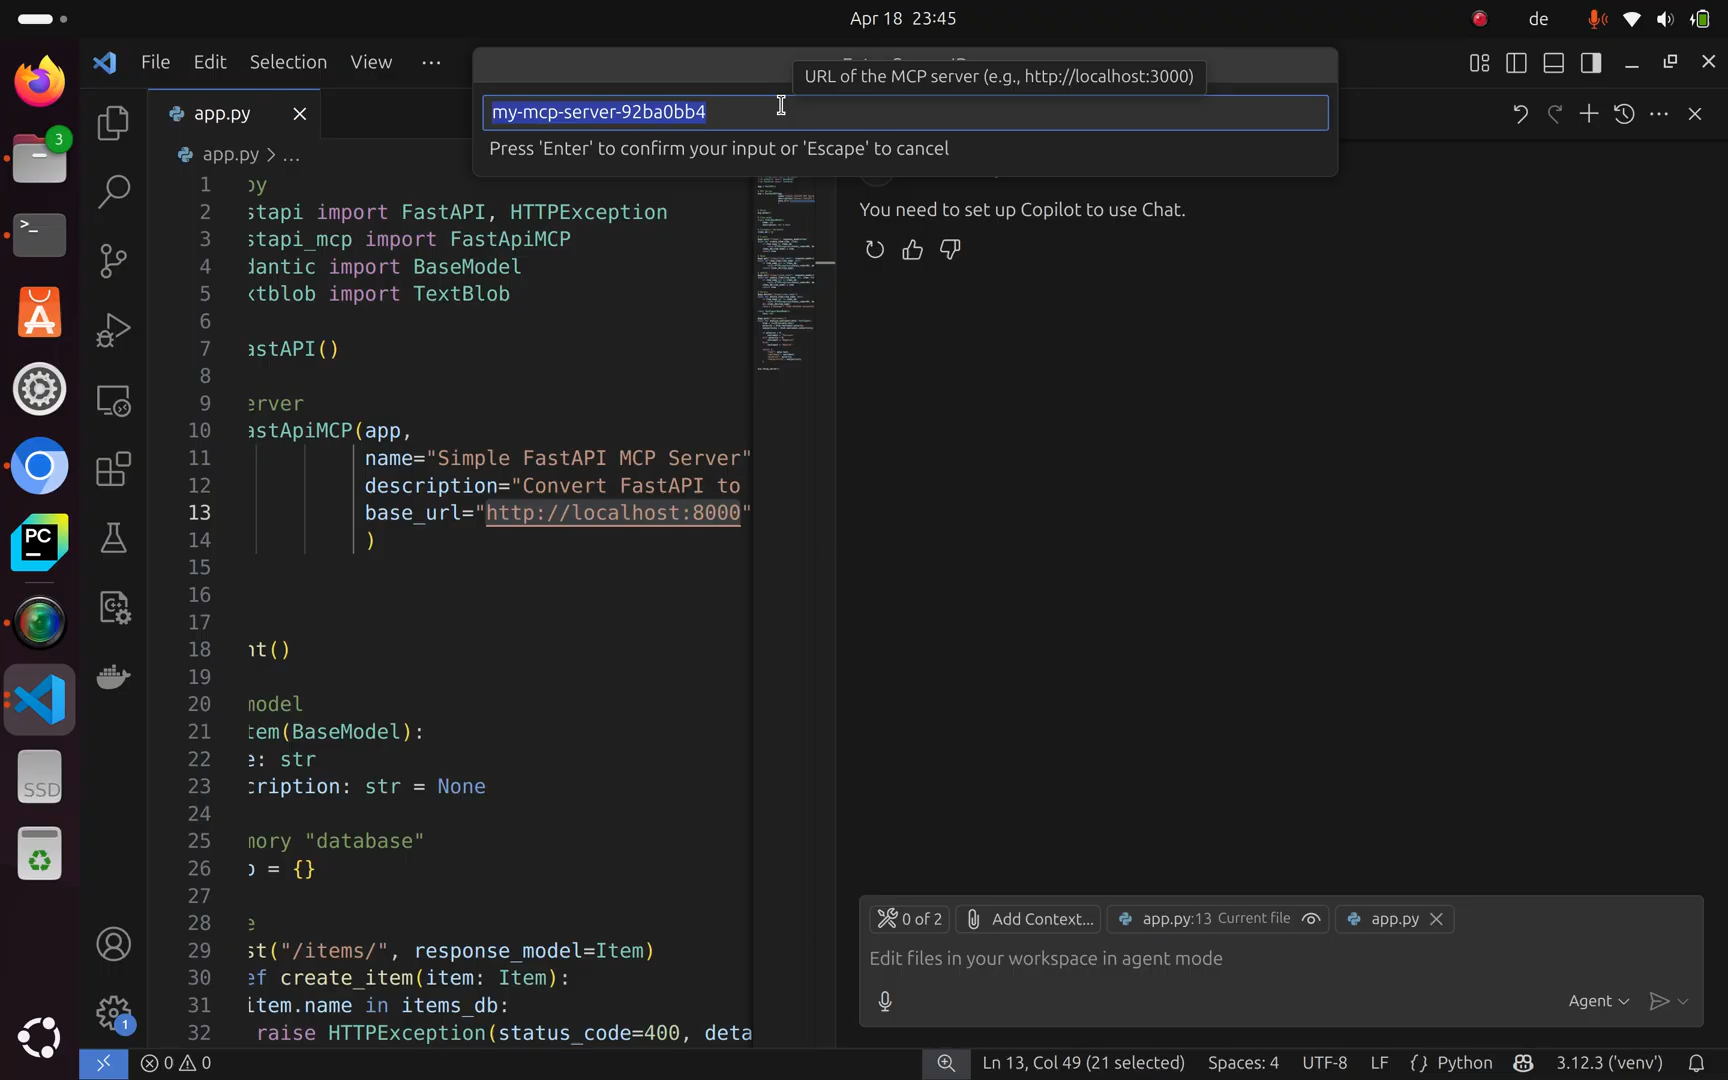 Apr 18 23:45
de
File Edit Selection View ...
URL of the MCP server (e.g., http://localhost:3000)
my-mcp-server-92ba0bb4
Press 'Enter' to confirm your input or 'Escape' to cancel
3
app.py
app.py > ...
1 py
2 stapi import FastAPI, HTTPException
3 stapi_mcp import FastApiMCP
4 dantic import BaseModel
5 xtblob import TextBlob
6
7 astAPI()
8
9 erver
10 astApiMCP(app,
11 name="Simple FastAPI MCP Server"
12 description="Convert FastAPI to
13 base_url="http://localhost:8000"
14 )
15
16
17
18 nt()
19
20 model
21 tem(BaseModel):
22 e: str
23 cription: str = None
24
25 mory "database"
26 b = {}
27
28 e
29 st("/items/", response_model=Item)
30 ef create_item(item: Item):
31 item.name in items_db:
32 raise HTTPException(status_code=400, deta
You need to set up Copilot to use Chat.
0 of 2 Add Context... app.py:13 Current file app.py
Edit files in your workspace in agent mode
Agent
PC
SSD
1
0 0 Ln 13, Col 49 (21 selected) Spaces: 4 UTF-8 LF {} Python 3.12.3 ('venv')